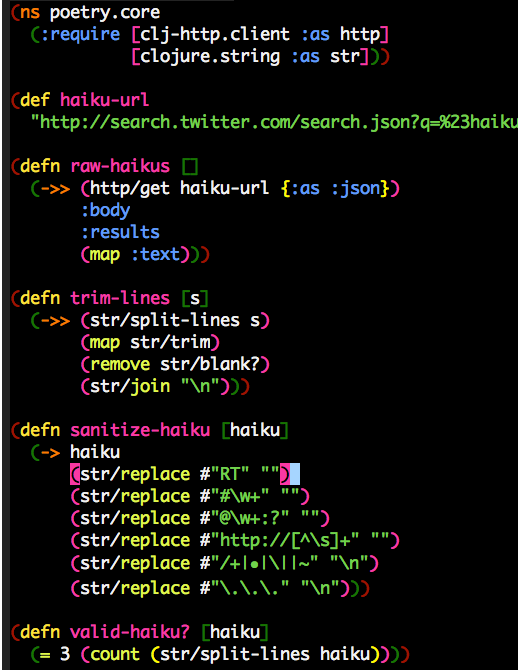 (ns poetry.core
  (:require [clj-http.client :as http]
            [clojure.string :as str]))

(def haiku-url
  "http://search.twitter.com/search.json?q=%23haiku

(defn raw-haikus []
  (->> (http/get haiku-url {:as :json})
       :body
       :results
       (map :text)))

(defn trim-lines [s]
  (->> (str/split-lines s)
       (map str/trim)
       (remove str/blank?)
       (str/join "\n")))

(defn sanitize-haiku [haiku]
  (-> haiku
      (str/replace #"RT" "")
      (str/replace #"#\w+" "")
      (str/replace #"@\w+:?" "")
      (str/replace #"http://[^\s]+" "")
      (str/replace #"/+|•|\||~" "\n")
      (str/replace #"\.\.\." "\n")))

(defn valid-haiku? [haiku]
  (= 3 (count (str/split-lines haiku))))